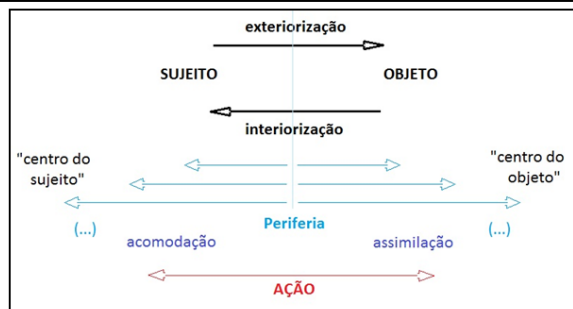 exteriorização
SUJEITO OBJETO
interiorização
"centro do
sujeito"
"centro do
objeto"
Periferia
(...) (...)
acomodação assimilação
AÇÃO